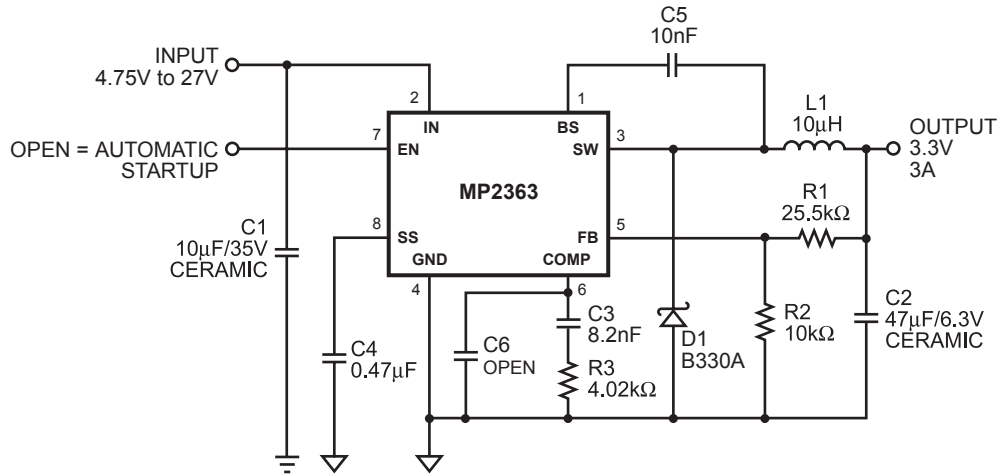 C5
10nF
INPUT
4.75V to 27V
2
1
IN
BS
L1
10µH
OUTPUT
3.3V
3A
7
EN
3
SW
OPEN = AUTOMATIC
STARTUP
MP2363
R1
25.5kΩ
C1
10µF/35V
CERAMIC
8
SS
5
FB
GND
COMP
4
6
C3
8.2nF
C2
47µF/6.3V
CERAMIC
R2
10kΩ
D1
B330A
C4
0.47µF
C6
OPEN
R3
4.02kΩ